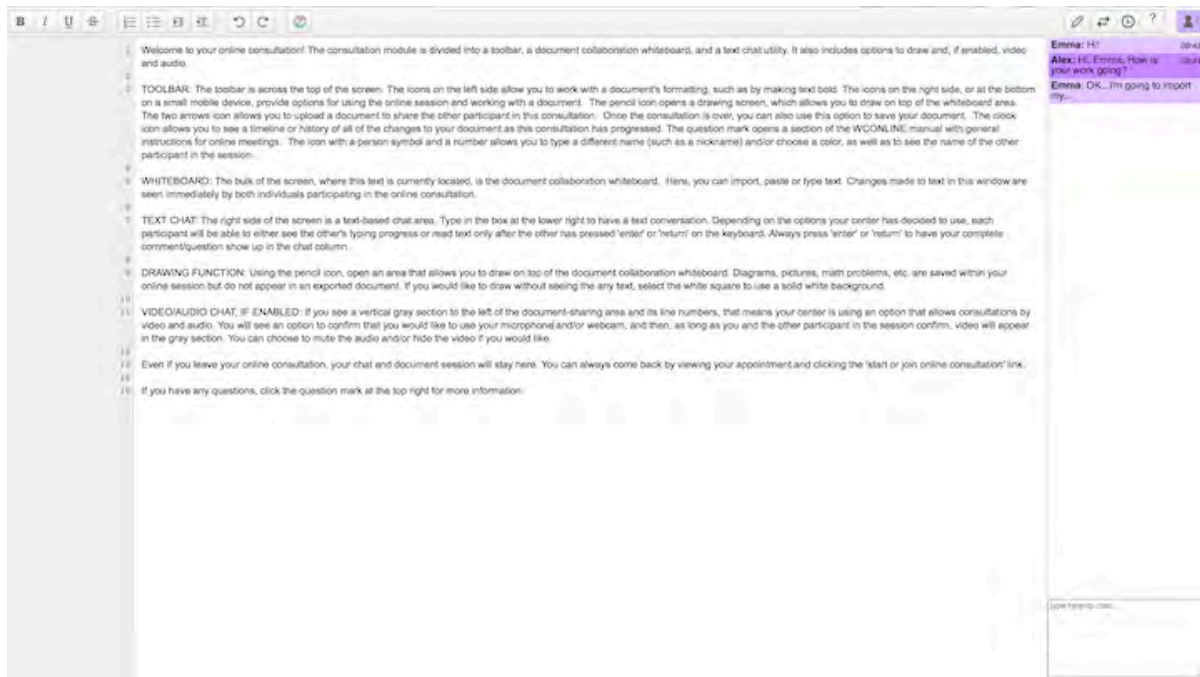 B I U S
?
Welcome to your online consultation! The consultation module is divided into a toolbar, a document collaboration whiteboard, and a text chat utility. It also includes options to draw and, if enabled, video
and audio.
TOOLBAR: The toolbar is across the top of the screen. The icons on the left side allow you to work with a document's formatting, such as by making text bold. The icons on the right side, or at the bottom
on a small mobile device, provide options for using the online session and working with a document. The pencil icon opens a drawing screen, which allows you to draw on top of the whiteboard area.
The two arrows icon allows you to upload a document to share the other participant in this consultation. Once the consultation is over, you can also use this option to save your document. The clock
icon allows you to see a timeline or history of all of the changes to your document as this consultation has progressed. The question mark opens a section of the WCONLINE manual with general
instructions for online meetings. The icon with a person symbol and a number allows you to type a different name (such as a nickname) and/or choose a color, as well as to see the name of the other
participant in the session.
WHITEBOARD: The bulk of the screen, where this text is currently located, is the document collaboration whiteboard. Here, you can import, paste or type text. Changes made to text in this window are
seen immediately by both individuals participating in the online consultation.
TEXT CHAT: The right side of the screen is a text-based chat area. Type in the box at the lower right to have a text conversation. Depending on the options your center has decided to use, each
participant will be able to either see the other's typing progress or read text only after the other has pressed 'enter' or 'return' on the keyboard. Always press 'enter' or 'return' to have your complete
comment/question show up in the chat column.
DRAWING FUNCTION: Using the pencil icon, open an area that allows you to draw on top of the document collaboration whiteboard. Diagrams, pictures, math problems, etc. are saved within your
online session but do not appear in an exported document. If you would like to draw without seeing the any text, select the white square to use a solid white background.
VIDEO/AUDIO CHAT, IF ENABLED: If you see a vertical gray section to the left of the document-sharing area and its line numbers, that means your center is using an option that allows consultations by
video and audio. You will see an option to confirm that you would like to use your microphone and/or webcam, and then, as long as you and the other participant in the session confirm, video will appear
in the gray section. You can choose to mute the audio and/or hide the video if you would like.
Even if you leave your online consultation, your chat and document session will stay here. You can always come back by viewing your appointment and clicking the 'start or join online consultation' link.
If you have any questions, click the question mark at the top right for more information.
Emma: Hi!
Alex: Hi, Emma, How is
your work going?
Emma: OK... I'm going to import
my...
type here to chat...